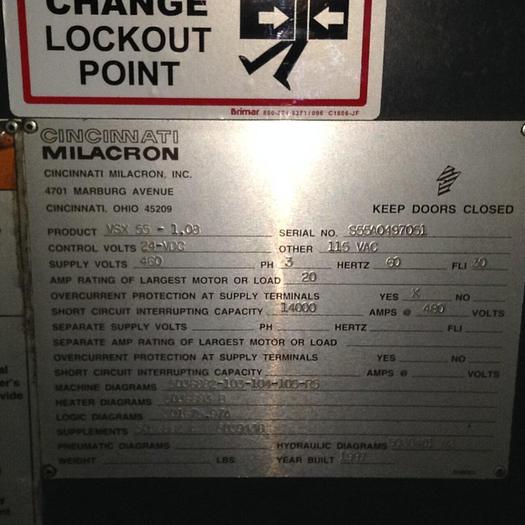 CHANGE
LOCKOUT
POINT
Brimar
CINCINNATI
MILACRON
CINCINNATI MILACRON, INC.
4701 MARBURG AVENUE
CINCINNATI, OHIO 45209
KEEP DOORS CLOSED
PRODUCT VSX 55 - 1.03 SERIAL NO. S55A0497051
CONTROL VOLTS 24-VDC OTHER 115 VAC
SUPPLY VOLTS 460 PH 3 HERTZ 60 FLI 30
AMP RATING OF LARGEST MOTOR OR LOAD 20
OVERCURRENT PROTECTION AT SUPPLY TERMINALS YES X NO
SHORT CIRCUIT INTERRUPTING CAPACITY 14000 AMPS @ 480 VOLTS
SEPARATE SUPPLY VOLTS PH HERTZ FLI
SEPARATE AMP RATING OF LARGEST MOTOR OR LOAD
OVERCURRENT PROTECTION AT SUPPLY TERMINALS YES NO
SHORT CIRCUIT INTERRUPTING CAPACITY AMPS @ VOLTS
MACHINE DIAGRAMS
HEATER DIAGRAMS
LOGIC DIAGRAMS
SUPPLEMENTS
PNEUMATIC DIAGRAMS HYDRAULIC DIAGRAMS
WEIGHT LBS YEAR BUILT 1997